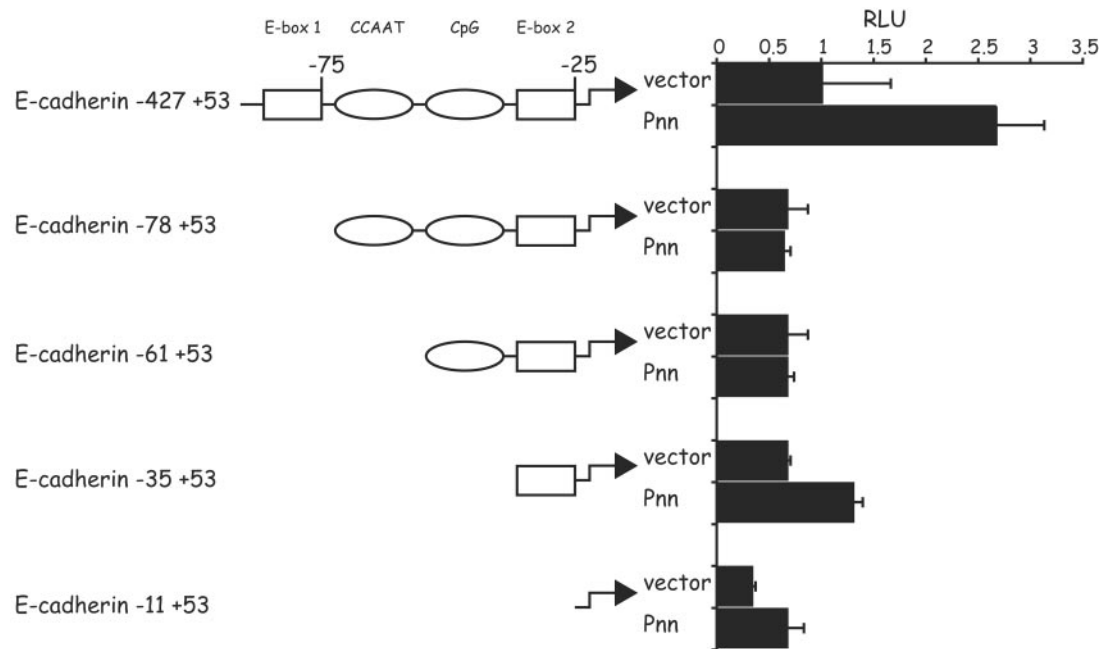 E-box 1 CCAAT CpG E-box 2
RLU
-75 -25
0 0.5 1 1.5 2 2.5 3 3.5
E-cadherin -427 +53
vector
Pnn
E-cadherin -78 +53
vector
Pnn
E-cadherin -61 +53
vector
Pnn
E-cadherin -35 +53
vector
Pnn
E-cadherin -11 +53
vector
Pnn